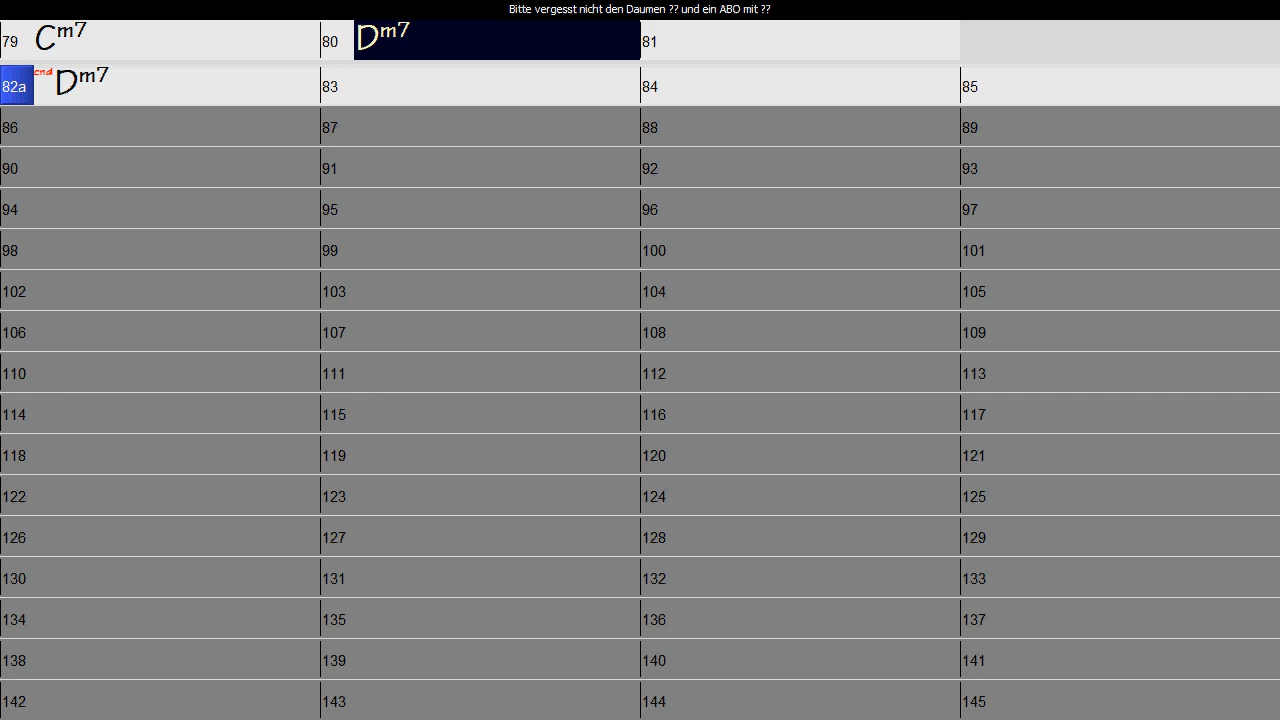 Bitte vergesst nicht den Daumen ?? und ein ABO mit ??
79 Cm7 80 Dm7 81
82a end Dm7 83 84 85
86 87 88 89
90 91 92 93
94 95 96 97
98 99 100 101
102 103 104 105
106 107 108 109
110 111 112 113
114 115 116 117
118 119 120 121
122 123 124 125
126 127 128 129
130 131 132 133
134 135 136 137
138 139 140 141
142 143 144 145